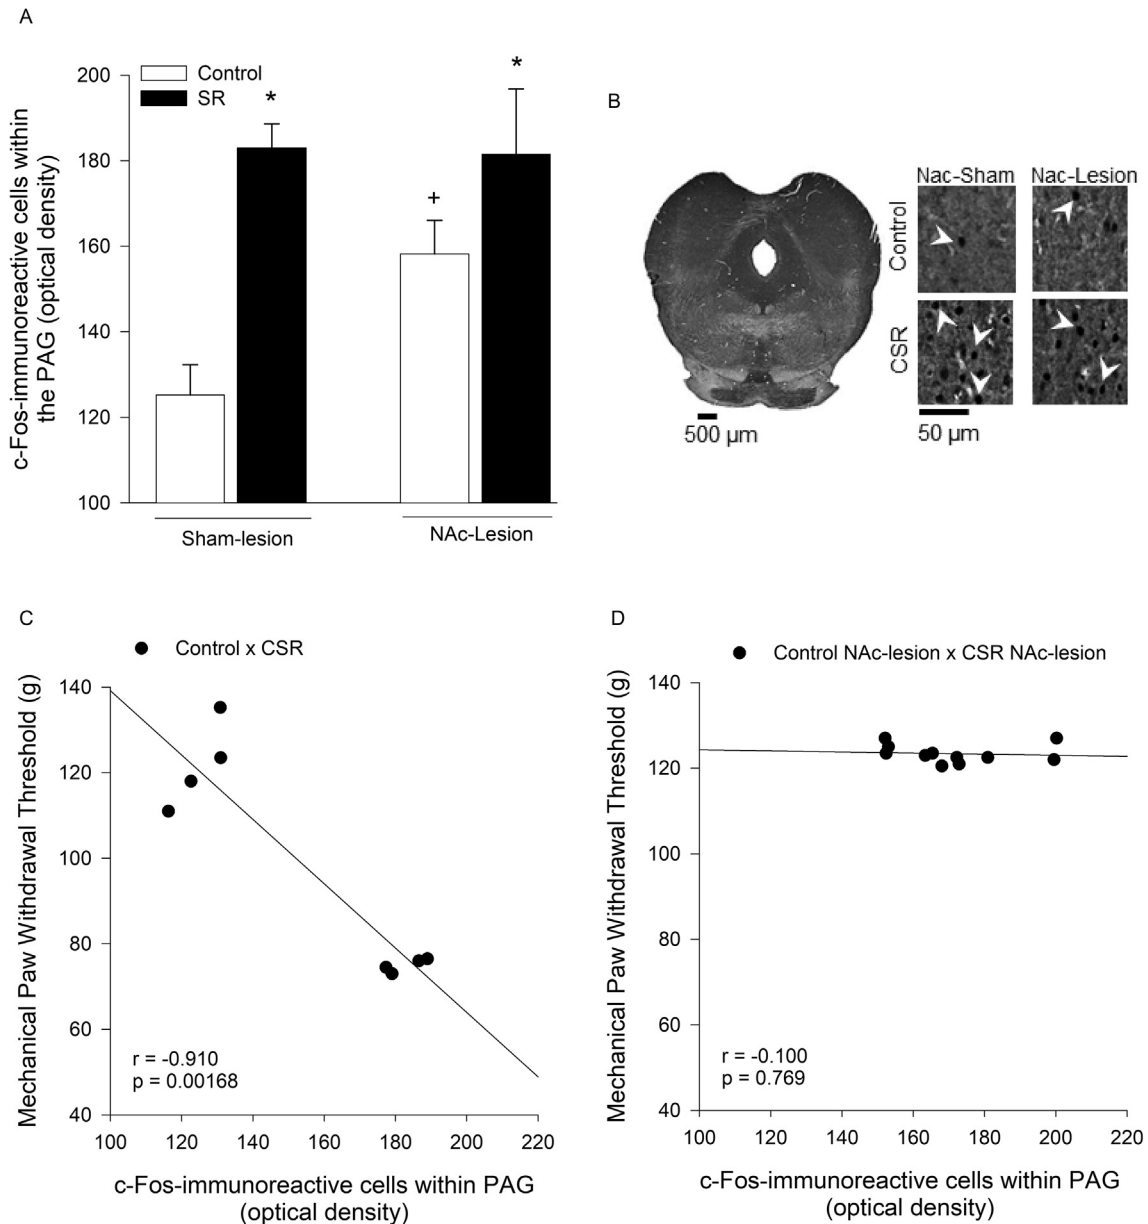 A
c-Fos-immunoreactive cells within
the PAG (optical density)
200
180
160
140
120
100
Control
SR
*
+
*
Sham-lesion
NAc-Lesion
B
Nac-Sham
Nac-Lesion
Control
CSR
500 µm
50 µm
C
Control x CSR
Mechanical Paw Withdrawal Threshold (g)
140
120
100
80
60
40
r = -0.910
p = 0.00168
100
120
140
160
180
200
220
c-Fos-immunoreactive cells within PAG
(optical density)
D
Control NAc-lesion x CSR NAc-lesion
Mechanical Paw Withdrawal Threshold (g)
140
120
100
80
60
40
r = -0.100
p = 0.769
100
120
140
160
180
200
220
c-Fos-immunoreactive cells within PAG
(optical density)